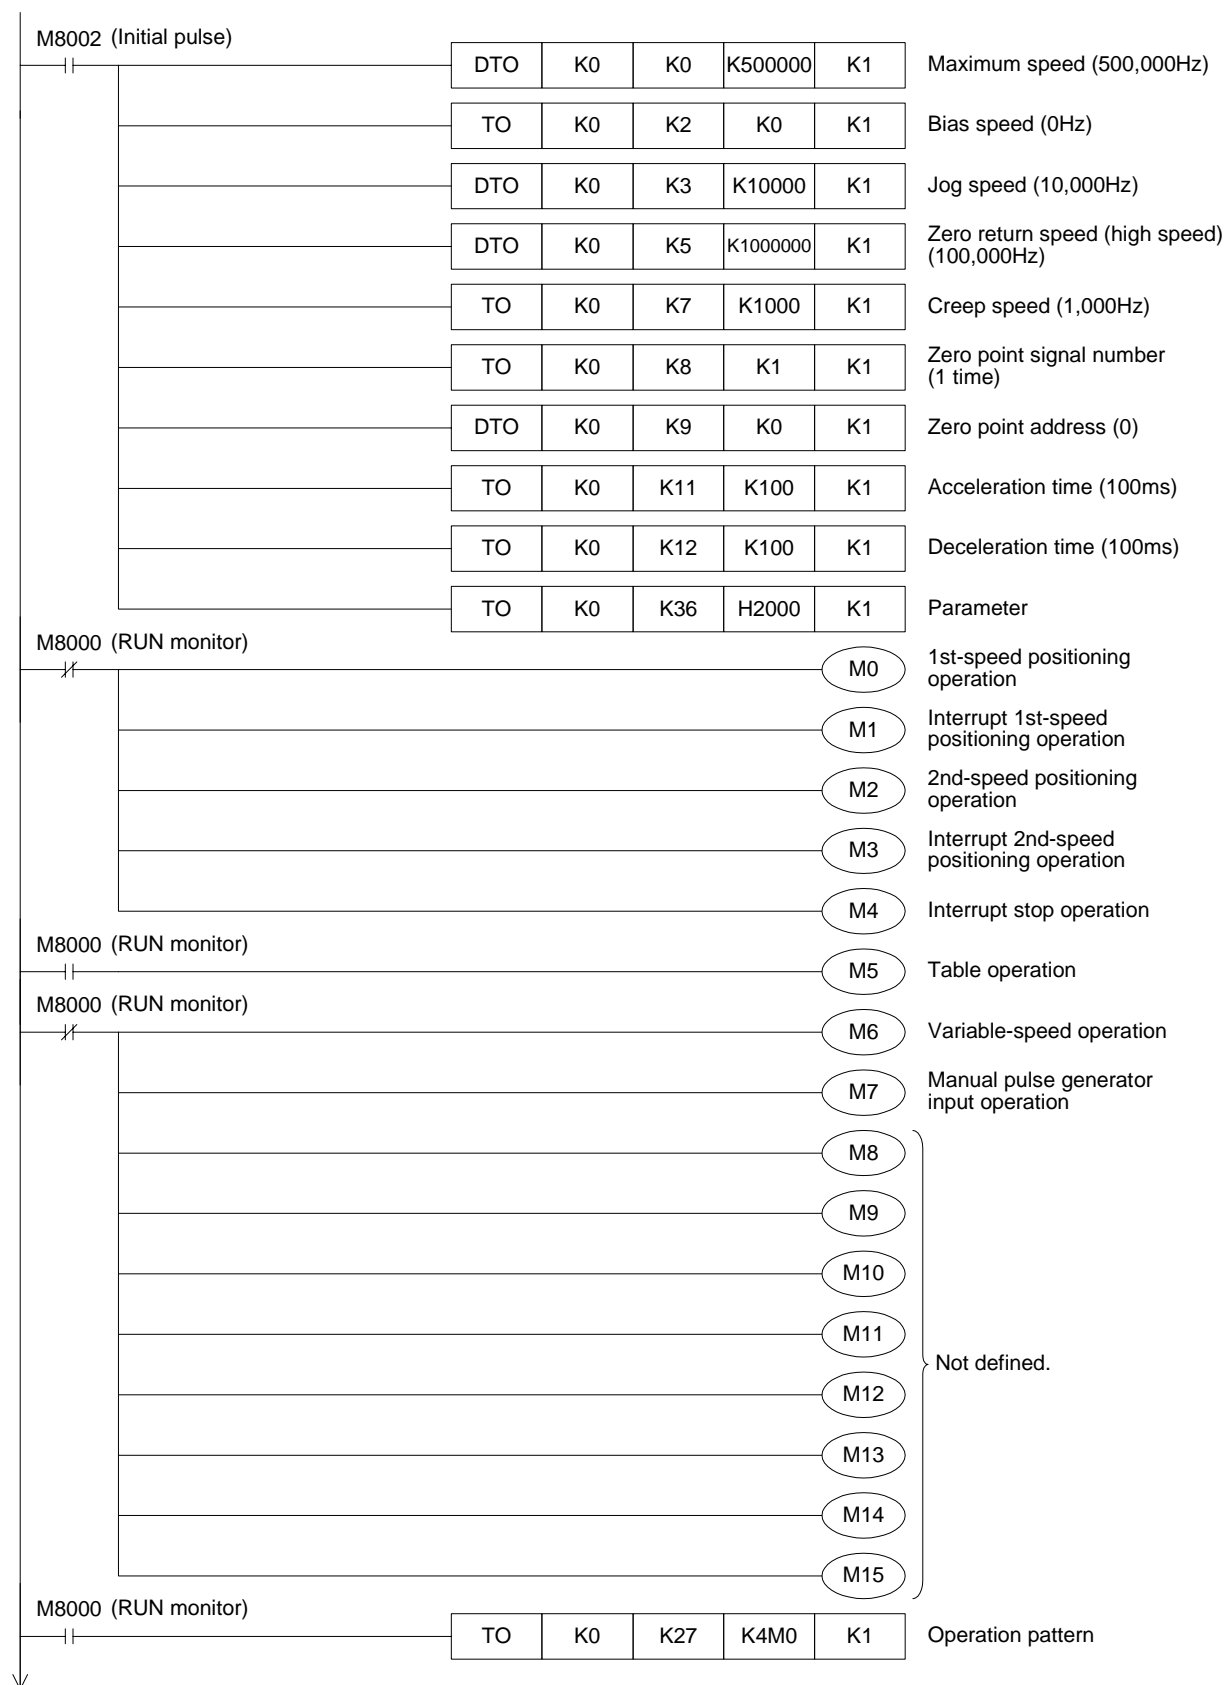 M8002 (Initial pulse)
DTO K0 K0 K500000 K1 Maximum speed (500,000Hz)
TO K0 K2 K0 K1 Bias speed (0Hz)
DTO K0 K3 K10000 K1 Jog speed (10,000Hz)
DTO K0 K5 K1000000 K1 Zero return speed (high speed)
(100,000Hz)
TO K0 K7 K1000 K1 Creep speed (1,000Hz)
TO K0 K8 K1 K1 Zero point signal number
(1 time)
DTO K0 K9 K0 K1 Zero point address (0)
TO K0 K11 K100 K1 Acceleration time (100ms)
TO K0 K12 K100 K1 Deceleration time (100ms)
TO K0 K36 H2000 K1 Parameter
M8000 (RUN monitor)
M0 1st-speed positioning
operation
M1 Interrupt 1st-speed
positioning operation
M2 2nd-speed positioning
operation
M3 Interrupt 2nd-speed
positioning operation
M4 Interrupt stop operation
M8000 (RUN monitor)
M5 Table operation
M8000 (RUN monitor)
M6 Variable-speed operation
M7 Manual pulse generator
input operation
M8
M9
M10
M11
Not defined.
M12
M13
M14
M15
M8000 (RUN monitor)
TO K0 K27 K4M0 K1 Operation pattern